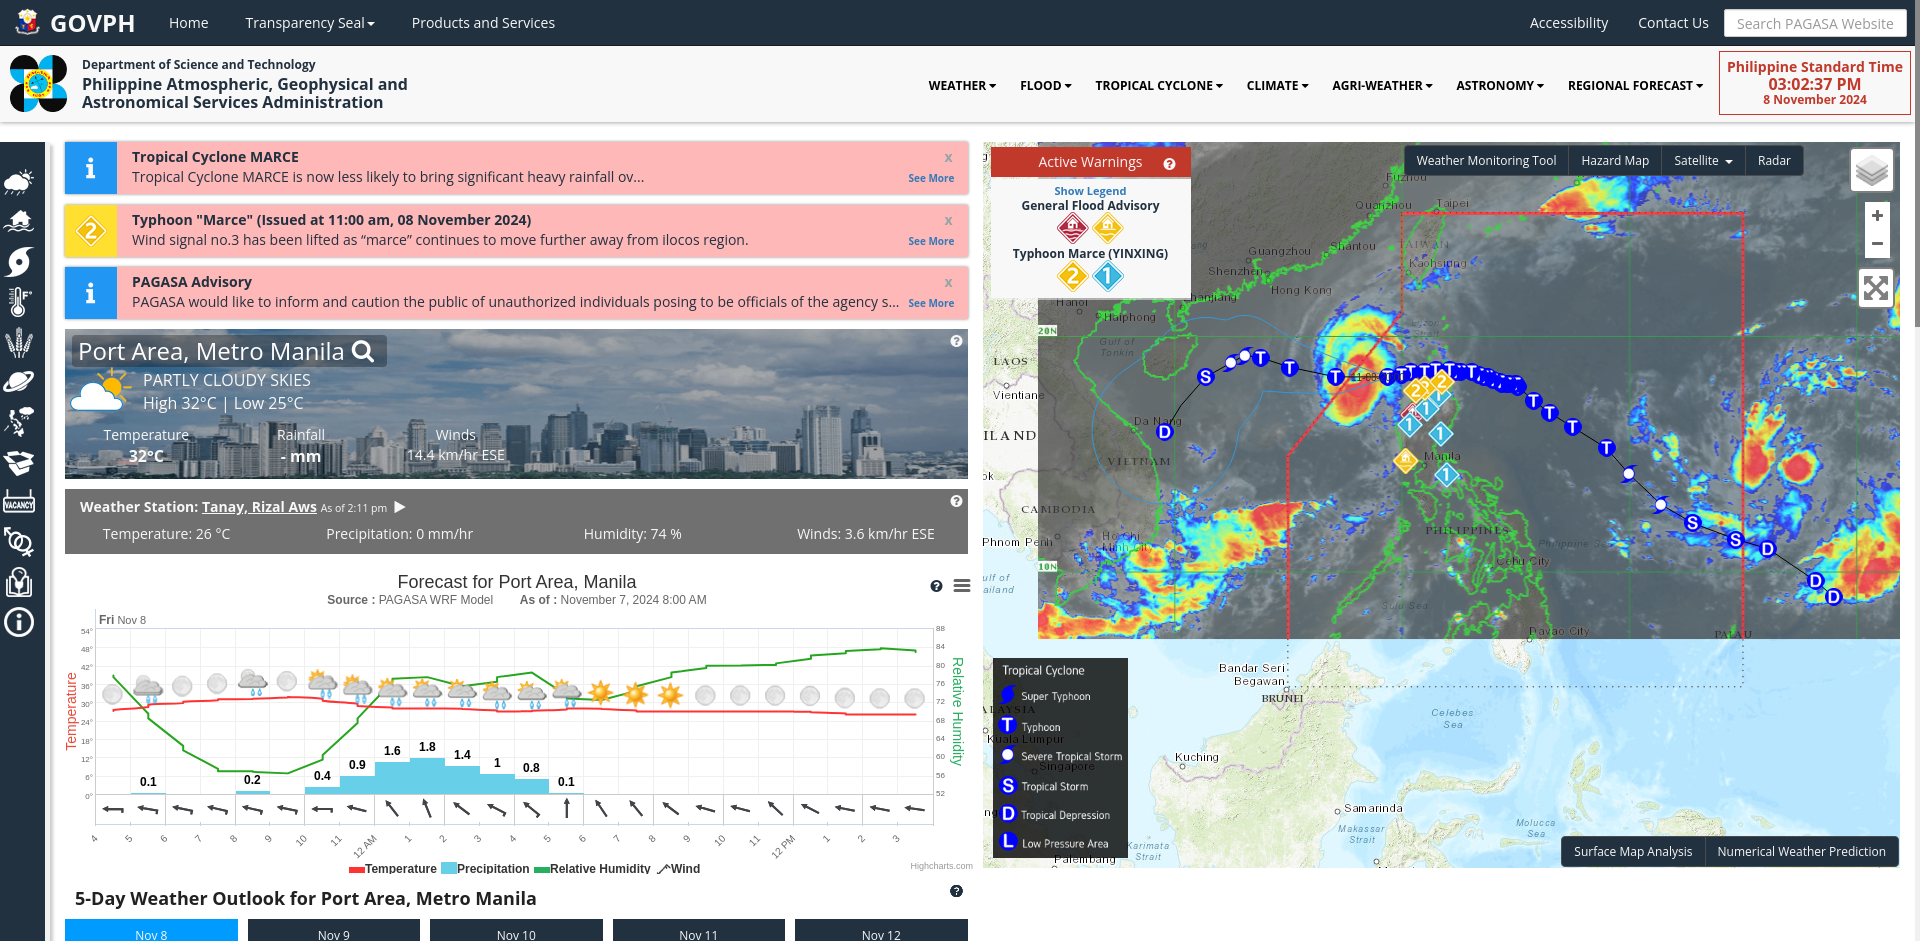 GOVPH
Home
Transparency Seal
Products and Services
Accessibility
Contact Us
Search PAGASA Website
Department of Science and Technology
Philippine Atmospheric, Geophysical and
Astronomical Services Administration
WEATHER
FLOOD
TROPICAL CYCLONE
CLIMATE
AGRI-WEATHER
ASTRONOMY
REGIONAL FORECAST
Philippine Standard Time
03:02:37 PM
8 November 2024
VACANCY
Tropical Cyclone MARCE
x
Tropical Cyclone MARCE is now less likely to bring significant heavy rainfall ov...
See More
2
Typhoon "Marce" (Issued at 11:00 am, 08 November 2024)
x
Wind signal no.3 has been lifted as “marce” continues to move further away from ilocos region.
See More
PAGASA Advisory
x
PAGASA would like to inform and caution the public of unauthorized individuals posing to be officials of the agency s...
See More
Port Area, Metro Manila
PARTLY CLOUDY SKIES
High 32°C | Low 25°C
Temperature
Rainfall
Winds
32°C
- mm
14.4 km/hr ESE
Weather Station: Tanay, Rizal Aws As of 2:11 pm
Temperature: 26 °C
Precipitation: 0 mm/hr
Humidity: 74 %
Winds: 3.6 km/hr ESE
Forecast for Port Area, Manila
Source : PAGASA WRF Model As of : November 7, 2024 8:00 AM
Fri Nov 8
54°
48°
42°
36°
30°
24°
18°
12°
6°
0°
Temperature
88
84
80
76
72
68
64
60
56
52
Relative Humidity
0.1
0.2
0.4
0.9
1.6
1.8
1.4
1
0.8
0.1
4
5
6
7
8
9
10
11
12 AM
1
2
3
4
5
6
7
8
9
10
11
12 PM
1
2
3
Temperature
Precipitation
Relative Humidity
Wind
Highcharts.com
5-Day Weather Outlook for Port Area, Metro Manila
Nov 8
Nov 9
Nov 10
Nov 11
Nov 12
Active Warnings
Show Legend
General Flood Advisory
Typhoon Marce (YINXING)
2
1
Weather Monitoring Tool
Hazard Map
Satellite
Radar
+
−
Fuzhou
Quanzhou
Taipei
Guangzhou
Shantou
TAIWAN
Shenzhen
Kaohsiung
Hong Kong
Zhanjiang
Hanoi
Haiphong
20N
Gulf of
Tonkin
LAOS
Vientiane
Da Nang
VIETNAM
Manila
CAMBODIA
Phnom Penh
Ho Chi
Minh City
PHILIPPINES
Cebu City
10N
Sulu Sea
Davao City
PALAU
Bandar Seri
Begawan
BRUNEI
Celebes
Sea
Kuching
Kuala Lumpur
Singapore
Samarinda
Makassar
Strait
Molucca
Sea
Karimata
Strait
Palembang
Tropical Cyclone
Super Typhoon
T Typhoon
Severe Tropical Storm
S Tropical Storm
D Tropical Depression
L Low Pressure Area
Surface Map Analysis
Numerical Weather Prediction